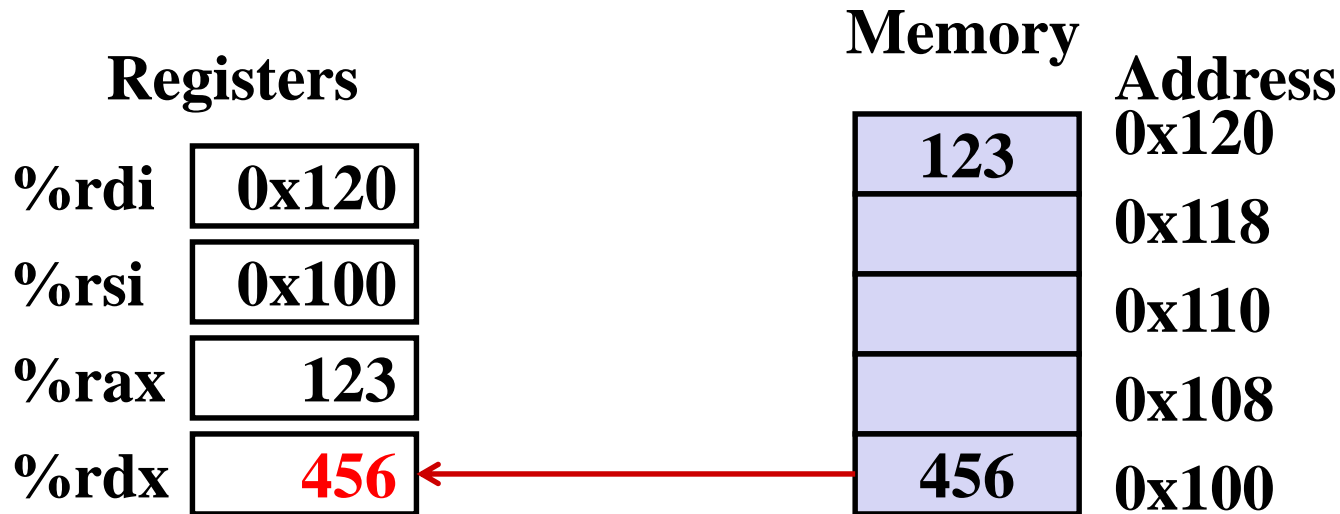 Registers
%rdi 0x120
%rsi 0x100
%rax 123
%rdx 456
Memory
Address
123 0x120
0x118
0x110
0x108
456 0x100